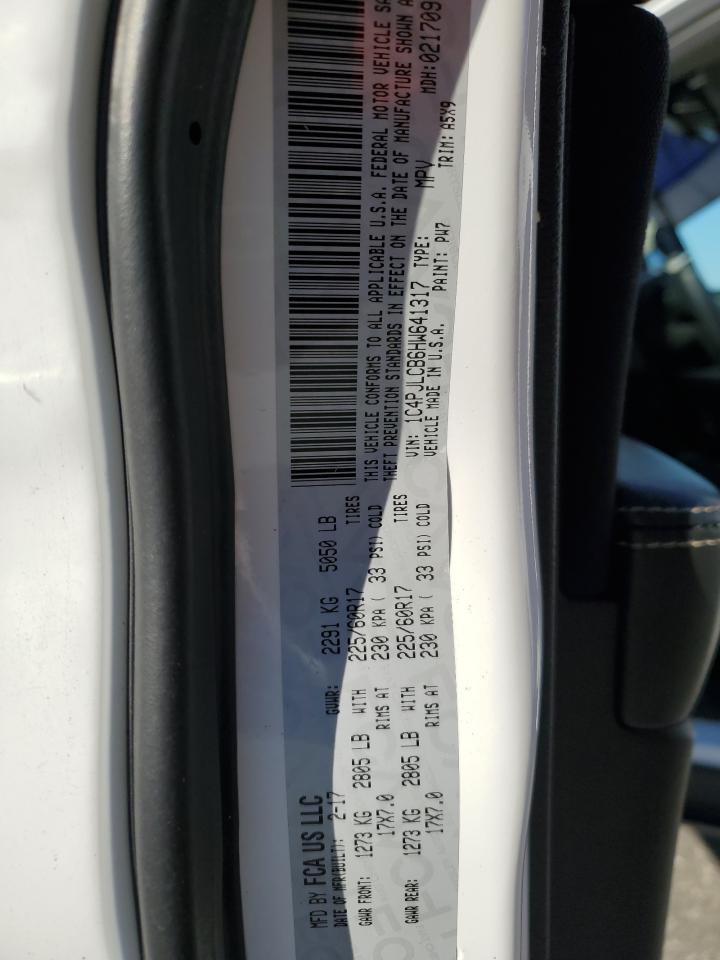 MFD BY FCA US LLC
DATE OF MFR(BUILT): 2-17 GVWR: 2291 KG 5050 LB
GAWR FRONT: 1273 KG 2805 LB WITH 225/60R17 TIRES
17X7.0 RIMS AT 230 KPA ( 33 PSI) COLD
GAWR REAR: 1273 KG 2805 LB WITH 225/60R17 TIRES
17X7.0 RIMS AT 230 KPA ( 33 PSI) COLD
THIS VEHICLE CONFORMS TO ALL APPLICABLE U.S.A. FEDERAL MOTOR VEHICLE
THEFT PREVENTION STANDARDS IN EFFECT ON THE DATE OF MANUFACTURE SHOWN
VIN: 1C4PJLCB6HW641317 TYPE: MPV MDH:021709
VEHICLE MADE IN U.S.A. PAINT: PW7 TRIM: A5X9